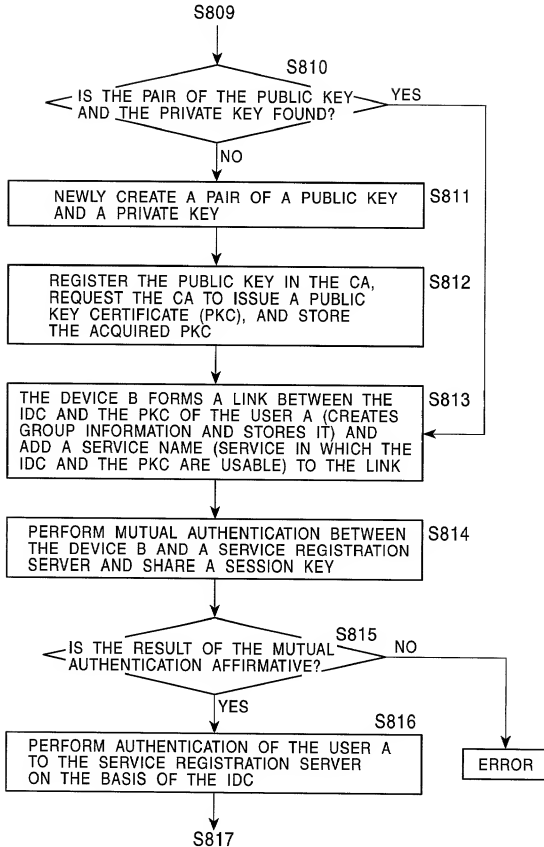 S809
S810
IS THE PAIR OF THE PUBLIC KEY
AND THE PRIVATE KEY FOUND?
YES
NO
NEWLY CREATE A PAIR OF A PUBLIC KEY
AND A PRIVATE KEY
S811
REGISTER THE PUBLIC KEY IN THE CA,
REQUEST THE CA TO ISSUE A PUBLIC
KEY CERTIFICATE (PKC), AND STORE
THE ACQUIRED PKC
S812
THE DEVICE B FORMS A LINK BETWEEN THE
IDC AND THE PKC OF THE USER A (CREATES
GROUP INFORMATION AND STORES IT) AND
ADD A SERVICE NAME (SERVICE IN WHICH THE
IDC AND THE PKC ARE USABLE) TO THE LINK
S813
PERFORM MUTUAL AUTHENTICATION BETWEEN
THE DEVICE B AND A SERVICE REGISTRATION
SERVER AND SHARE A SESSION KEY
S814
S815
IS THE RESULT OF THE MUTUAL
AUTHENTICATION AFFIRMATIVE?
NO
YES
S816
PERFORM AUTHENTICATION OF THE USER A
TO THE SERVICE REGISTRATION SERVER
ON THE BASIS OF THE IDC
ERROR
S817